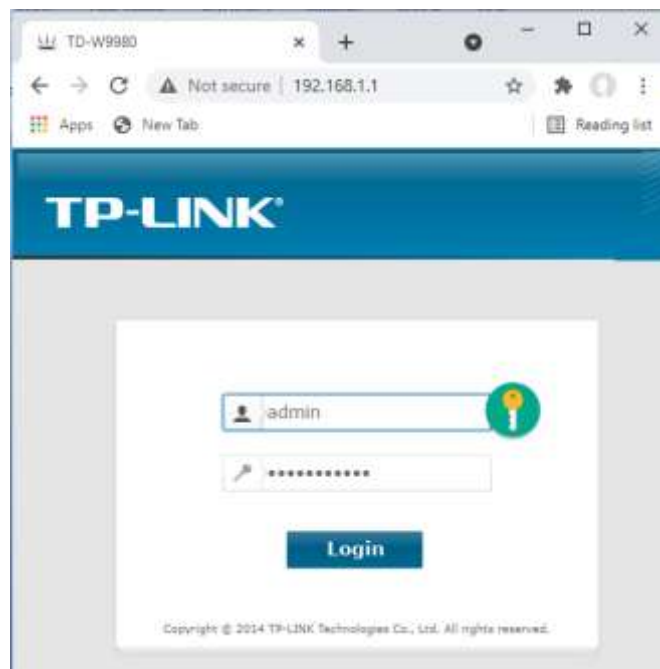 TD-W9980
Not secure | 192.168.1.1
Apps New Tab Reading list
TP-LINK®
admin
•••••••••••
Login
Copyright © 2014 TP-LINK Technologies Co., Ltd. All rights reserved.